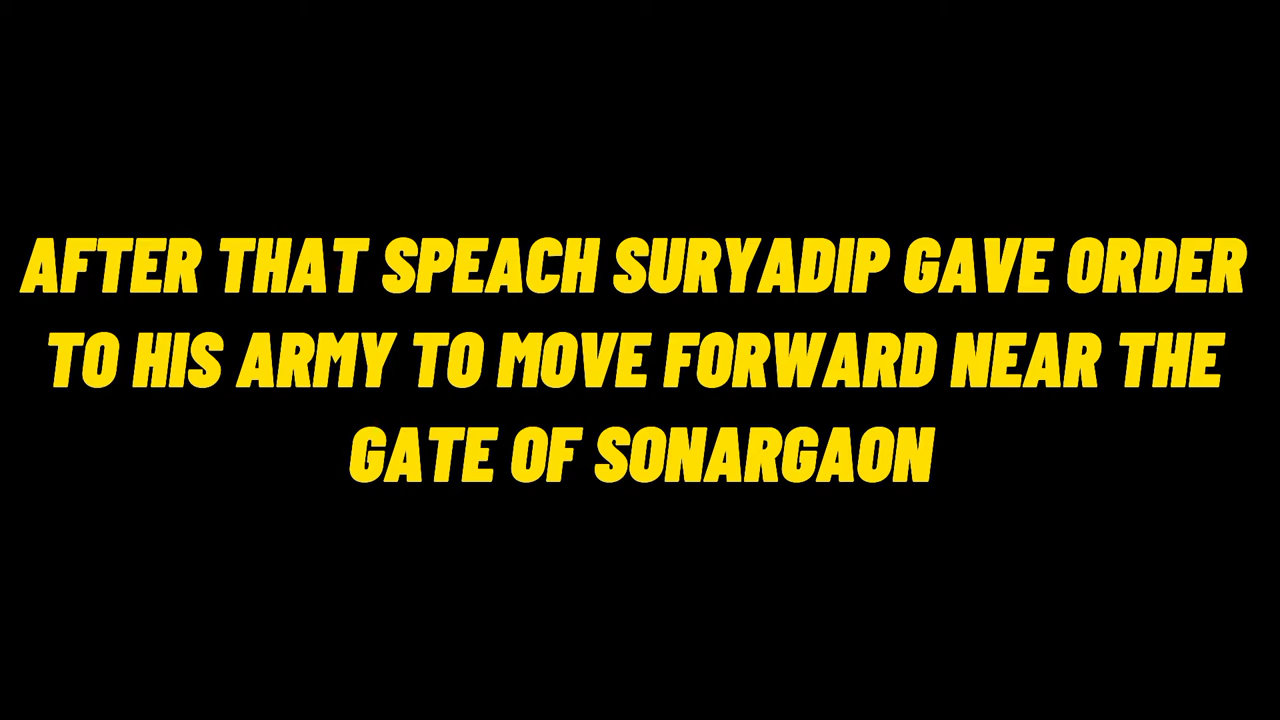 AFTER THAT SPEACH SURYADIP GAVE ORDER
TO HIS ARMY TO MOVE FORWARD NEAR THE
GATE OF SONARGAON